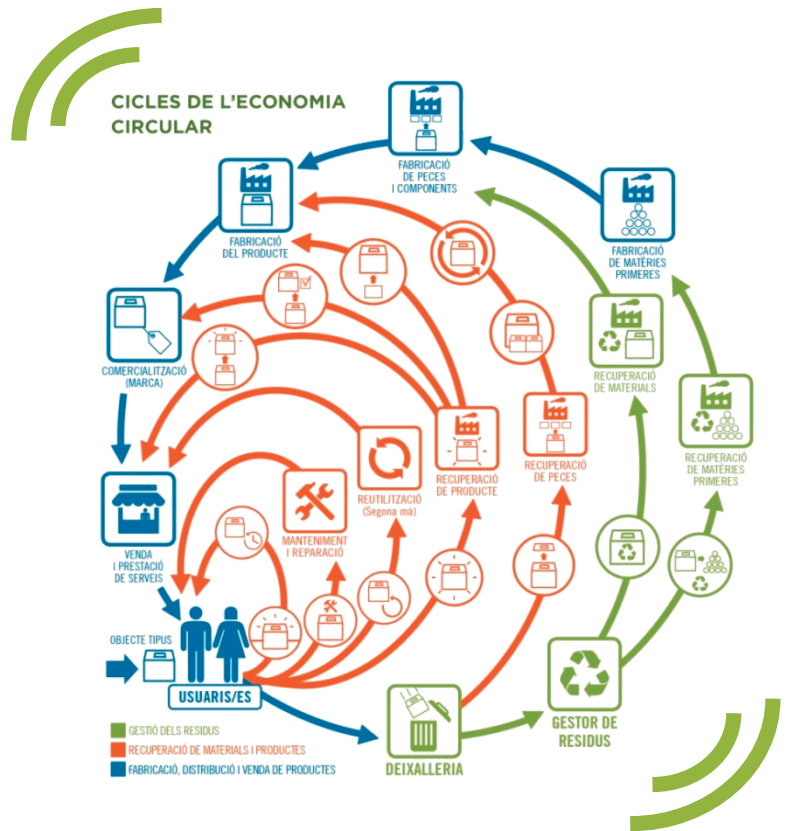 CICLES DE L'ECONOMIA
CIRCULAR
FABRICACIÓ
DE PECES
I COMPONENTS
FABRICACIÓ
DEL PRODUCTE
FABRICACIÓ
DE MATÈRIES
PRIMERES
COMERCIALITZACIÓ
(MARCA)
RECUPERACIÓ
DE MATERIALS
RECUPERACIÓ
DE MATÈRIES
PRIMERES
RECUPERACIÓ
DE PRODUCTE
RECUPERACIÓ
DE PECES
REUTILITZACIÓ
(Segona mà)
MANTENIMENT
I REPARACIÓ
VENDA
I PRESTACIÓ
DE SERVEIS
OBJECTE TIPUS
USUARIS/ES
DEIXALLERIA
GESTOR DE
RESIDUS
GESTIÓ DELS RESIDUS
RECUPERACIÓ DE MATERIALS I PRODUCTES
FABRICACIÓ, DISTRIBUCIÓ I VENDA DE PRODUCTES